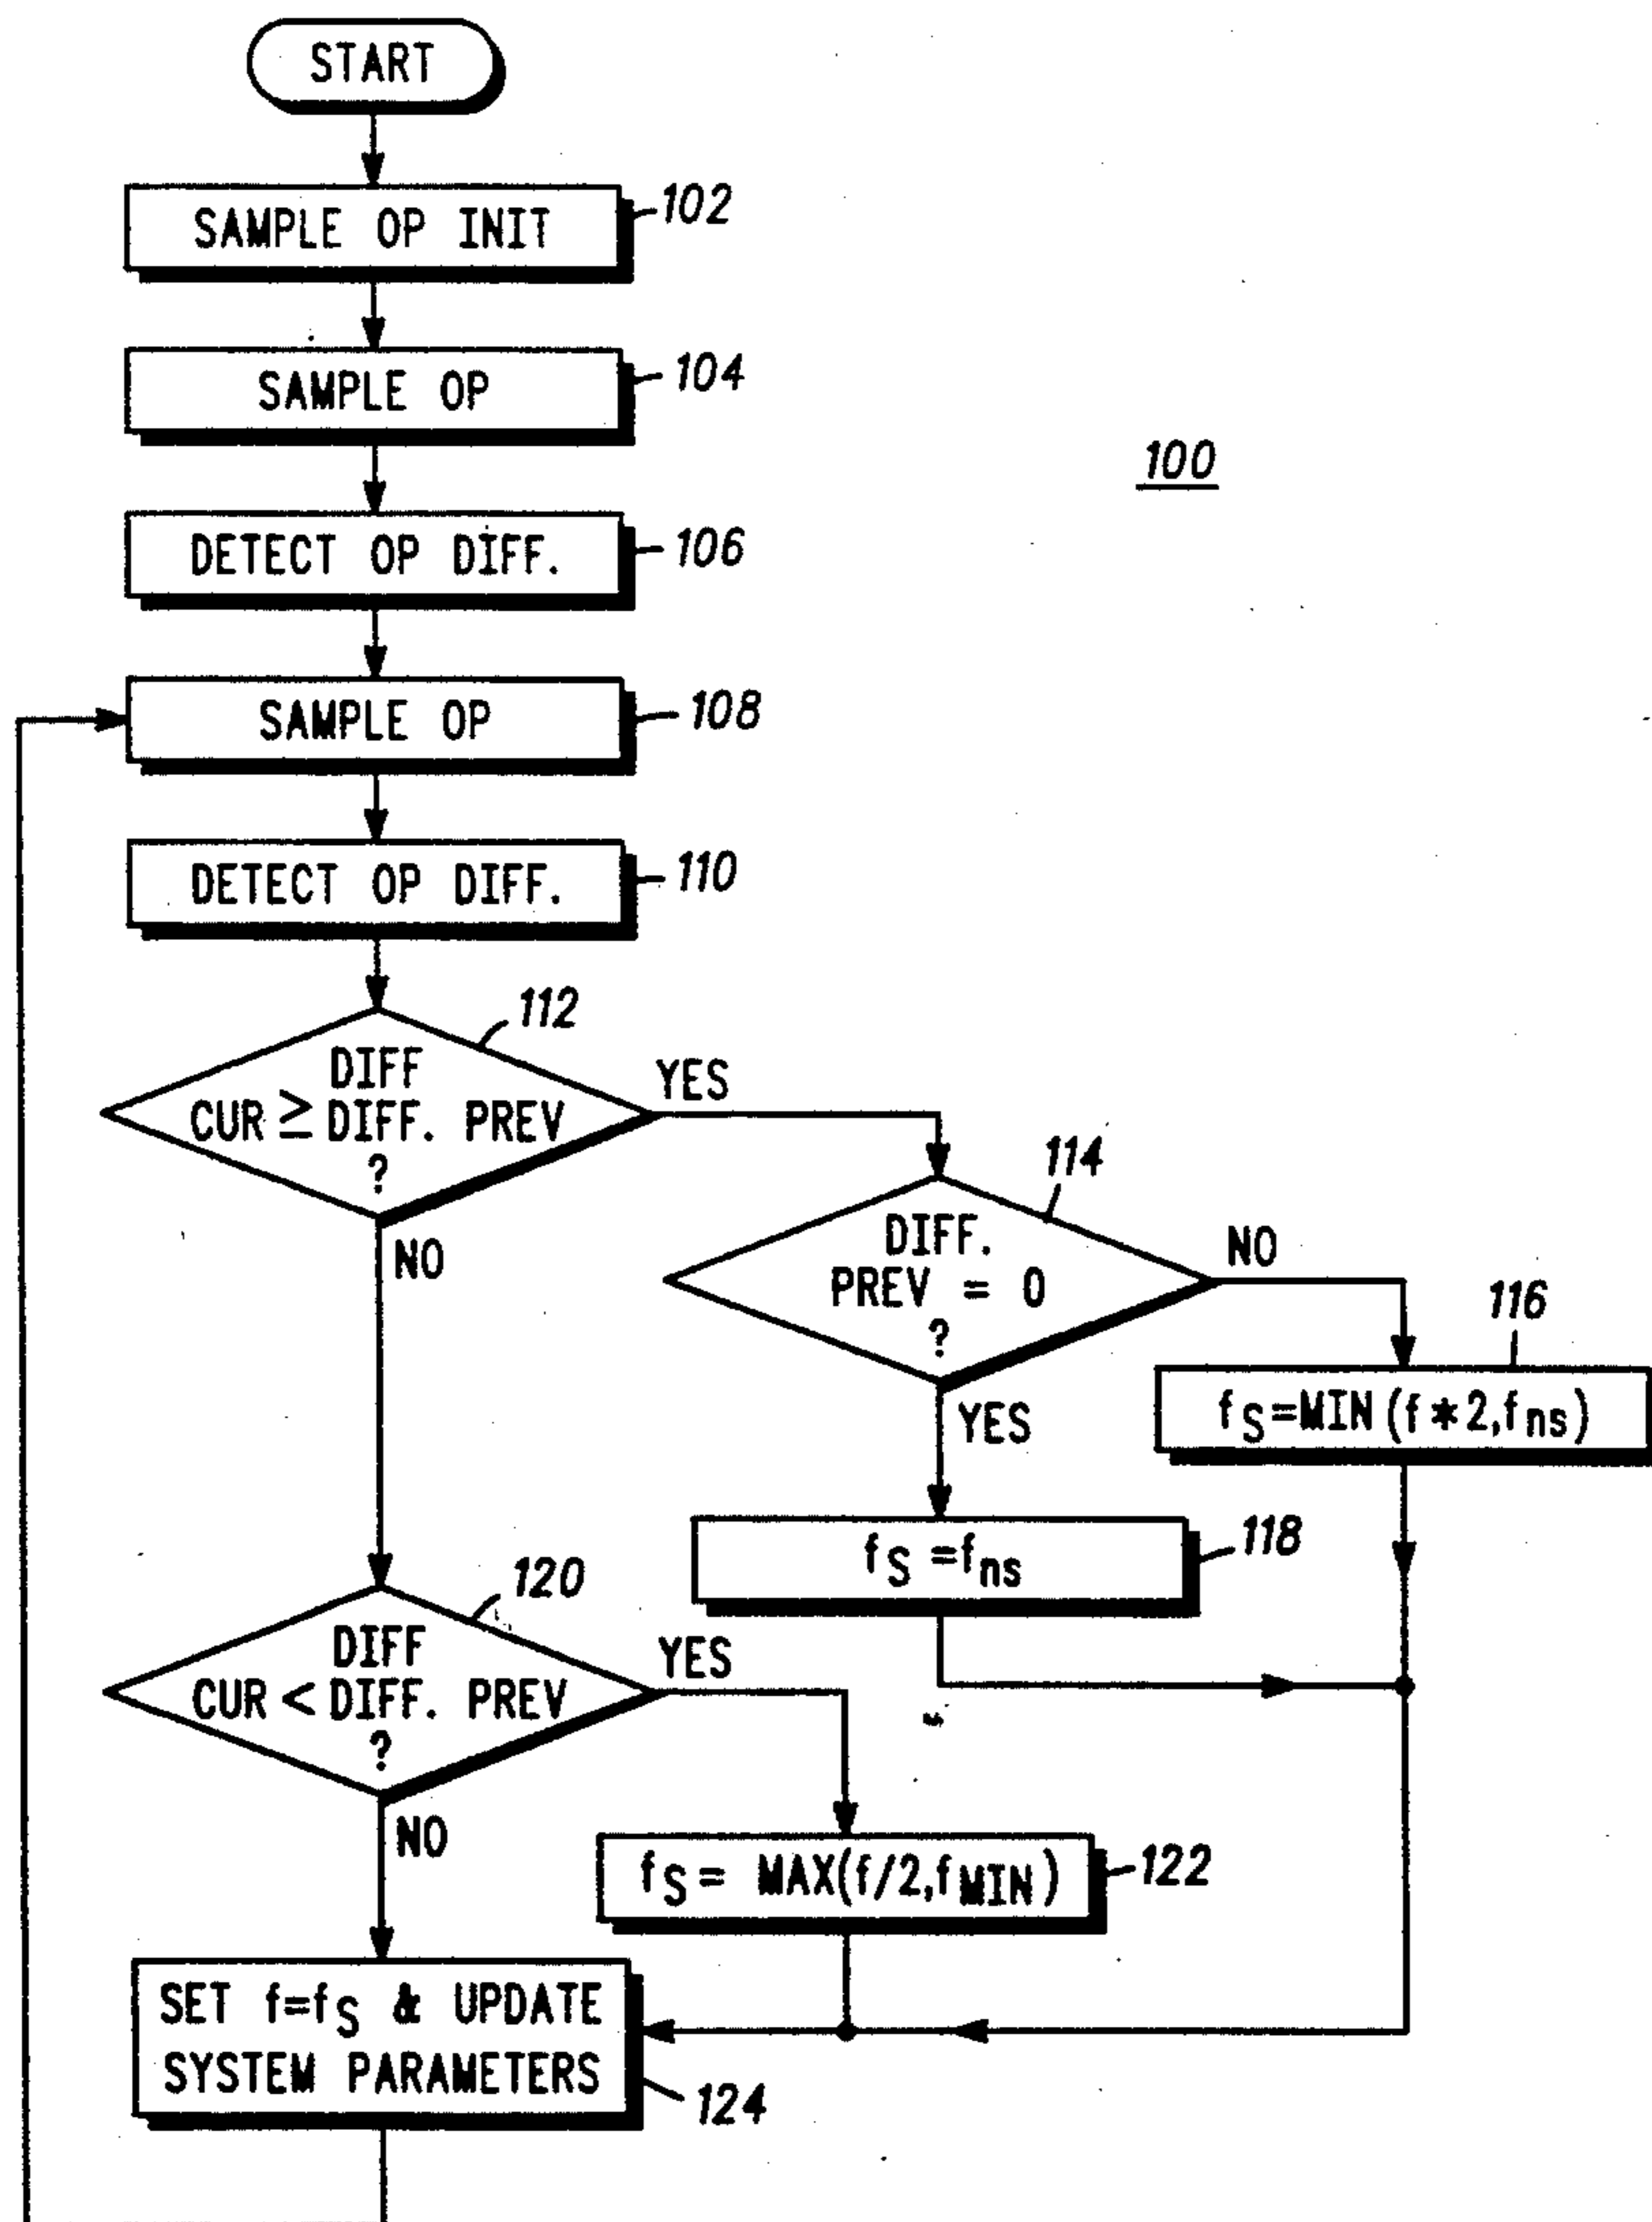 START
SAMPLE OP INIT
102
SAMPLE OP
104
100
DETECT OP DIFF.
106
SAMPLE OP
108
DETECT OP DIFF.
110
112
DIFF
CUR ≥ DIFF. PREV
?
YES
NO
114
DIFF.
PREV = 0
?
NO
YES
116
fS=MIN(f*2,fns)
fS=fns
118
120
DIFF
CUR < DIFF. PREV
?
YES
NO
fS= MAX(f/2,fMIN)
122
SET f=fS & UPDATE
SYSTEM PARAMETERS
124